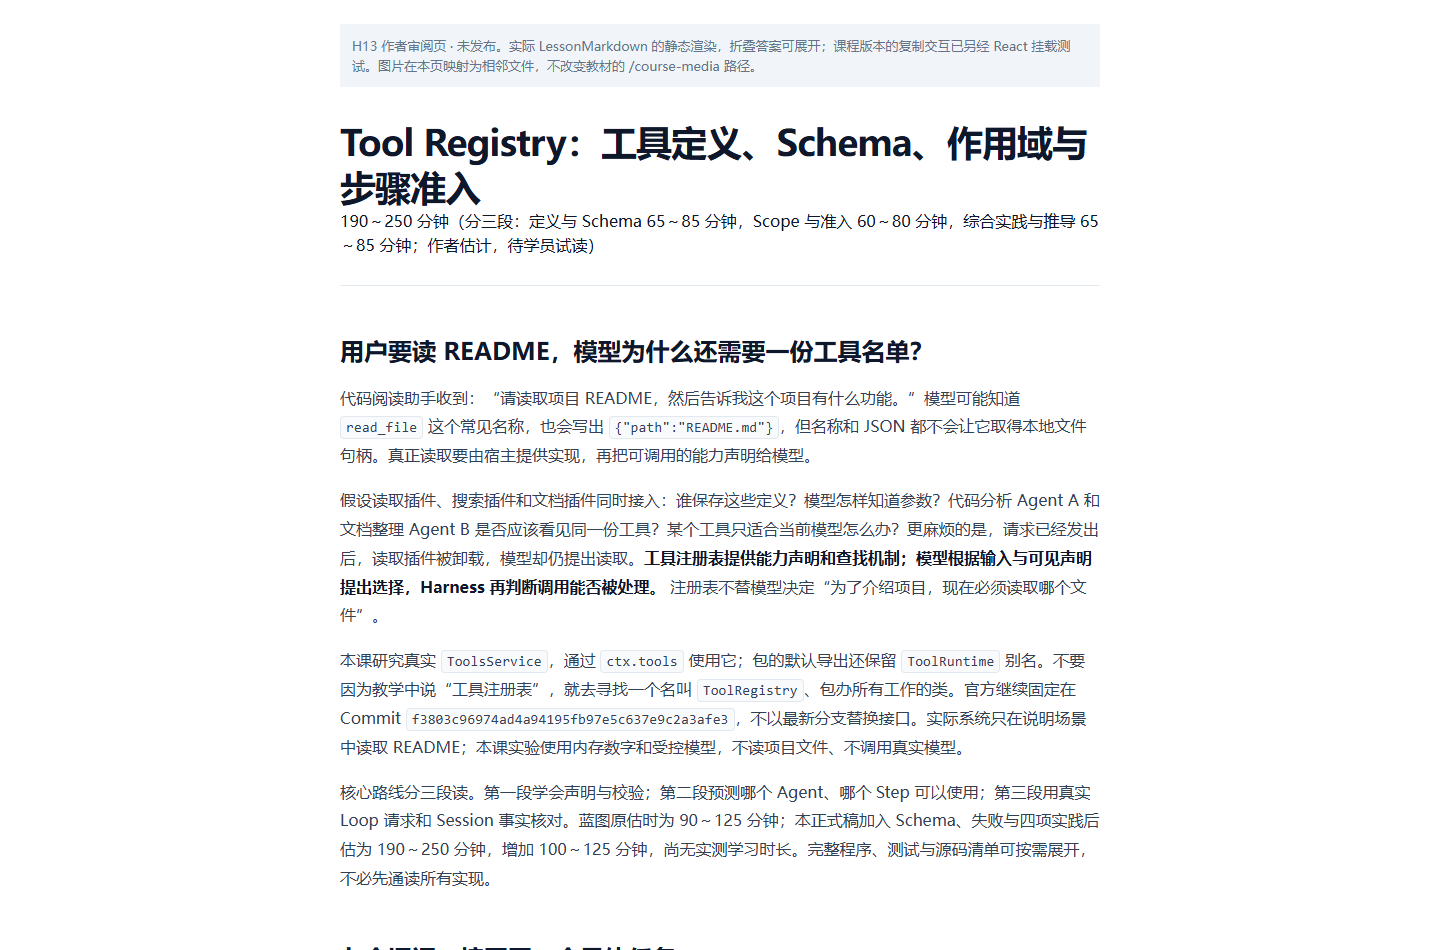 H13 作者审阅页 · 未发布。实际 LessonMarkdown 的静态渲染，折叠答案可展开；课程版本的复制交互已另经 React 挂载测
试。图片在本页映射为相邻文件，不改变教材的 /course-media 路径。
Tool Registry：工具定义、Schema、作用域与
步骤准入
190～250 分钟（分三段：定义与 Schema 65～85 分钟，Scope 与准入 60～80 分钟，综合实践与推导 65
～85 分钟；作者估计，待学员试读）
用户要读 README，模型为什么还需要一份工具名单？
代码阅读助手收到：“请读取项目 README，然后告诉我这个项目有什么功能。”模型可能知道
read_file 这个常见名称，也会写出 {"path":"README.md"}，但名称和 JSON 都不会让它取得本地文件
句柄。真正读取要由宿主提供实现，再把可调用的能力声明给模型。
假设读取插件、搜索插件和文档插件同时接入：谁保存这些定义？模型怎样知道参数？代码分析 Agent A 和
文档整理 Agent B 是否应该看见同一份工具？某个工具只适合当前模型怎么办？更麻烦的是，请求已经发出
后，读取插件被卸载，模型却仍提出读取。工具注册表提供能力声明和查找机制；模型根据输入与可见声明
提出选择，Harness 再判断调用能否被处理。 注册表不替模型决定“为了介绍项目，现在必须读取哪个文
件”。
本课研究真实 ToolsService，通过 ctx.tools 使用它；包的默认导出还保留 ToolRuntime 别名。不要
因为教学中说“工具注册表”，就去寻找一个名叫 ToolRegistry、包办所有工作的类。官方继续固定在
Commit f3803c96974ad4a94195fb97e5c637e9c2a3afe3，不以最新分支替换接口。实际系统只在说明场景
中读取 README；本课实验使用内存数字和受控模型，不读项目文件、不调用真实模型。
核心路线分三段读。第一段学会声明与校验；第二段预测哪个 Agent、哪个 Step 可以使用；第三段用真实
Loop 请求和 Session 事实核对。蓝图原估时为 90～125 分钟；本正式稿加入 Schema、失败与四项实践后
估为 190～250 分钟，增加 100～125 分钟，尚无实测学习时长。完整程序、测试与源码清单可按需展开，
不必先通读所有实现。